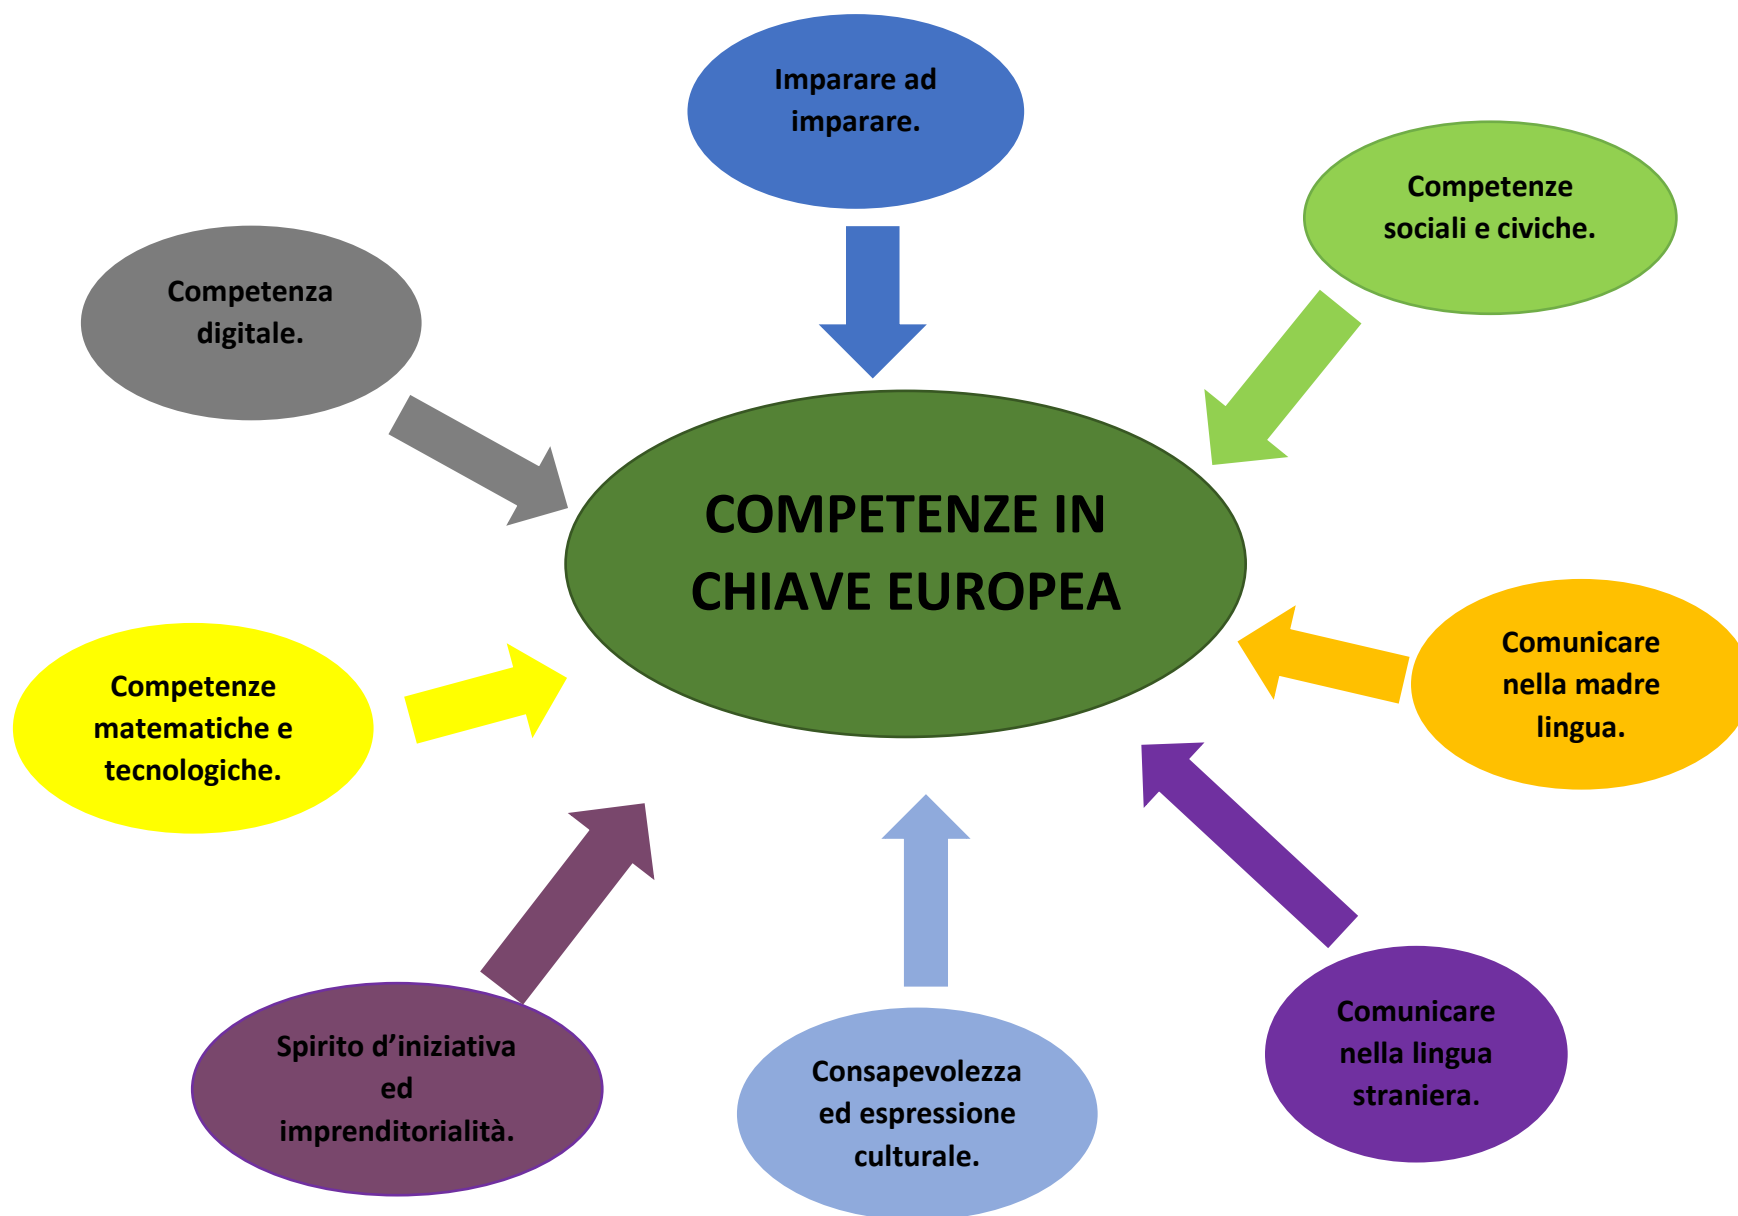 Imparare ad
imparare.
Competenze
sociali e civiche.
Competenza
digitale.
COMPETENZE IN
CHIAVE EUROPEA
Comunicare
nella madre
lingua.
Competenze
matematiche e
tecnologiche.
Comunicare
nella lingua
straniera.
Spirito d’iniziativa
ed
imprenditorialità.
Consapevolezza
ed espressione
culturale.